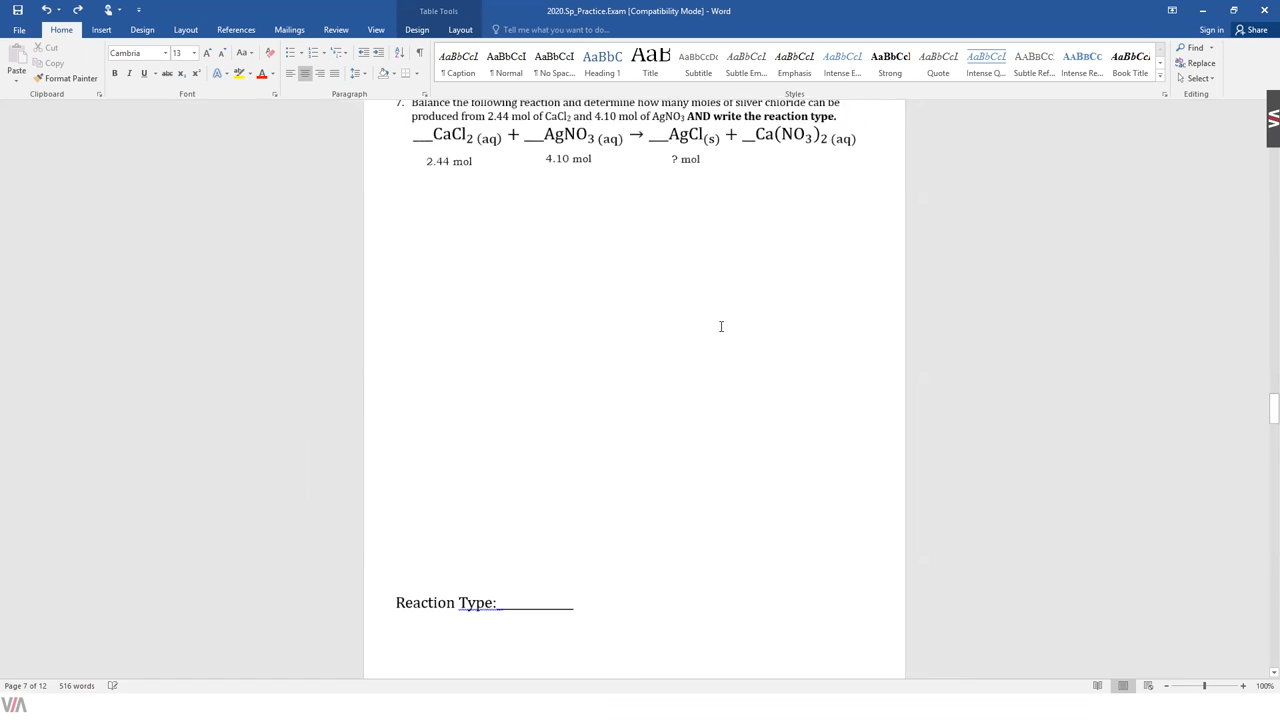 Table Tools
2020.Sp_Practice.Exam [Compatibility Mode] - Word
File Home Insert Design Layout References Mailings Review View Design Layout Tell me what you want to do... Sign in Share
Paste Cut Copy Format Painter
Cambria 13
AaBbCcI AaBbCcI AaBbCcI AaBbC AaB AaBbCcDc AaBbCcI AaBbCcI AaBbCcI AaBbCc AaBbCcI AaBbCcI AaBbCc AaBbCc AaBbCc
¶ Caption ¶ Normal ¶ No Spac... Heading 1 Title Subtitle Subtle Em... Emphasis Intense E... Strong Quote Intense Q... Subtle Ref... Intense Re... Book Title
Find
Replace
Select
Clipboard Font Paragraph Styles Editing
7. Balance the following reaction and determine how many moles of silver chloride can be
produced from 2.44 mol of CaCl₂ and 4.10 mol of AgNO₃ AND write the reaction type.
__CaCl₂ (aq) + __AgNO₃ (aq) → __AgCl(s) + _Ca(NO₃)₂ (aq)
2.44 mol 4.10 mol ? mol
Reaction Type:___________
Page 7 of 12 516 words 100%
VIA